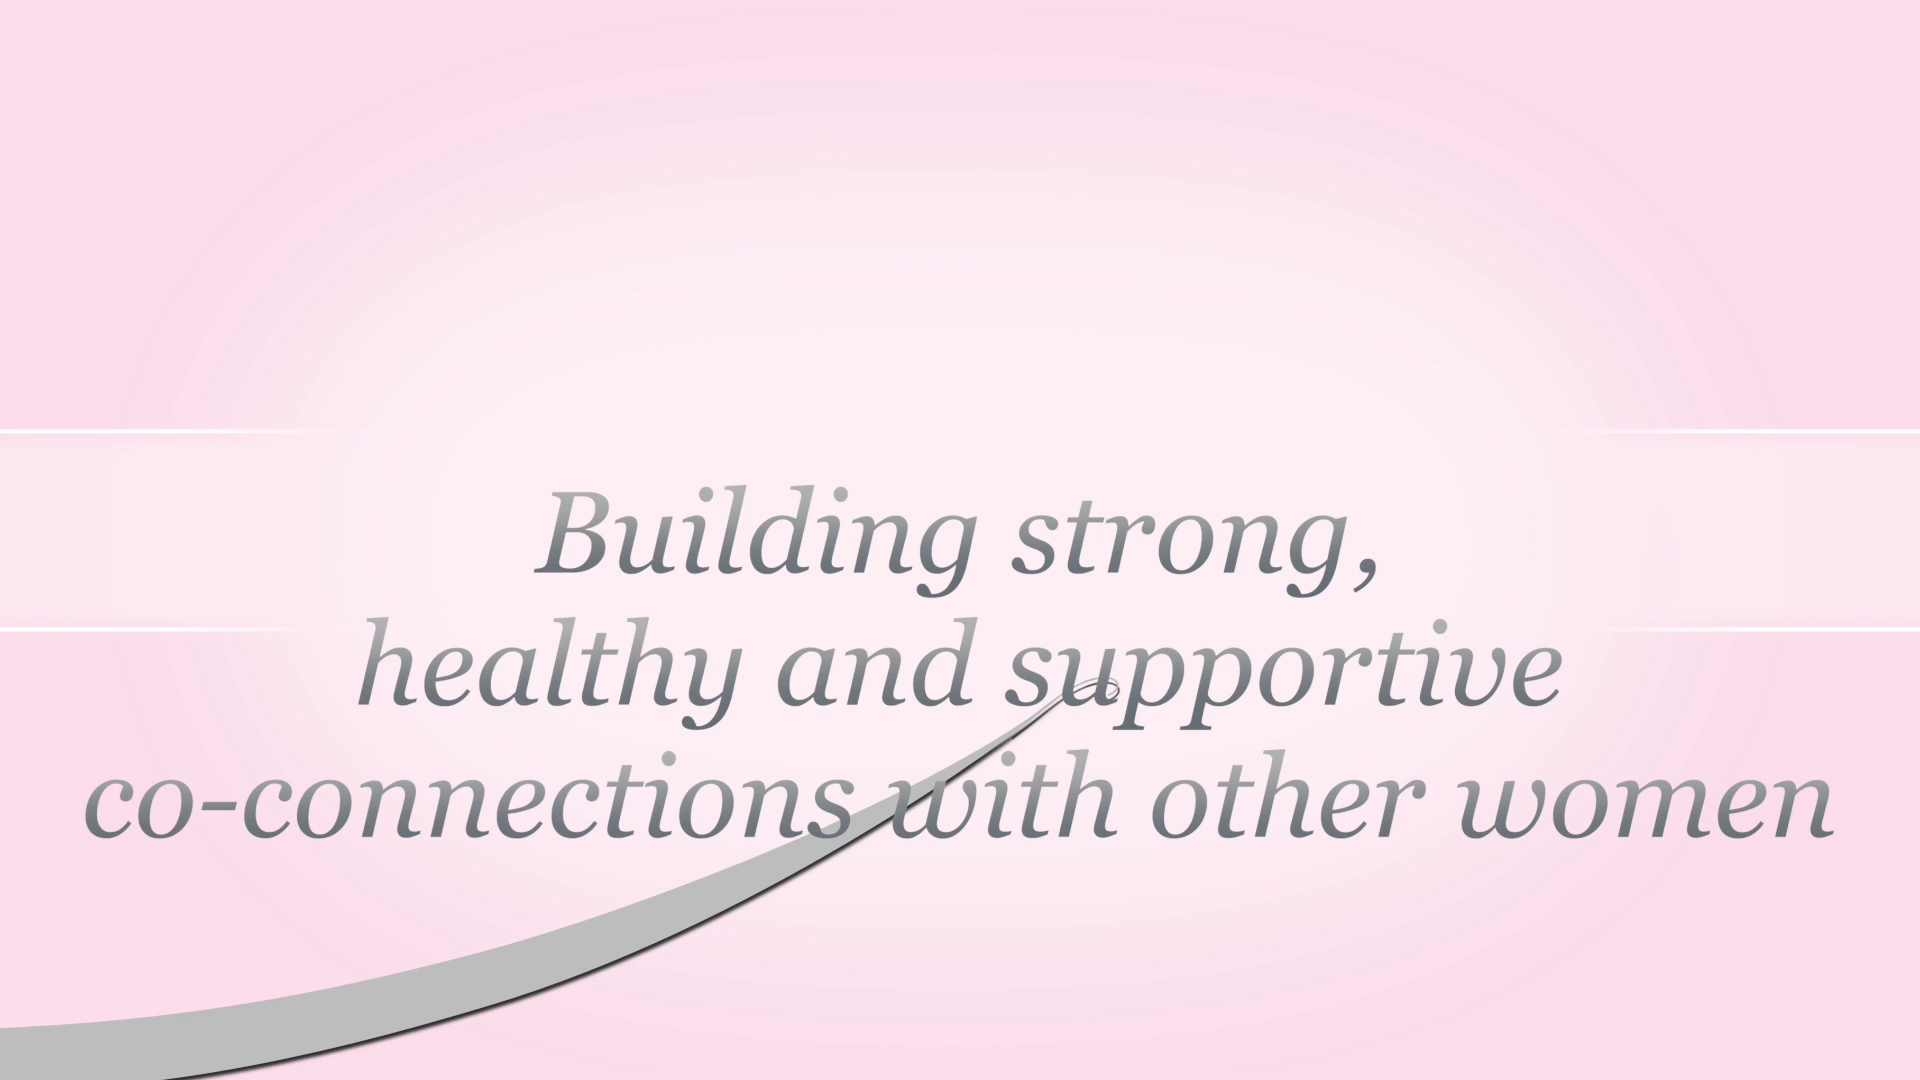 Building strong,
healthy and supportive
co-connections with other women